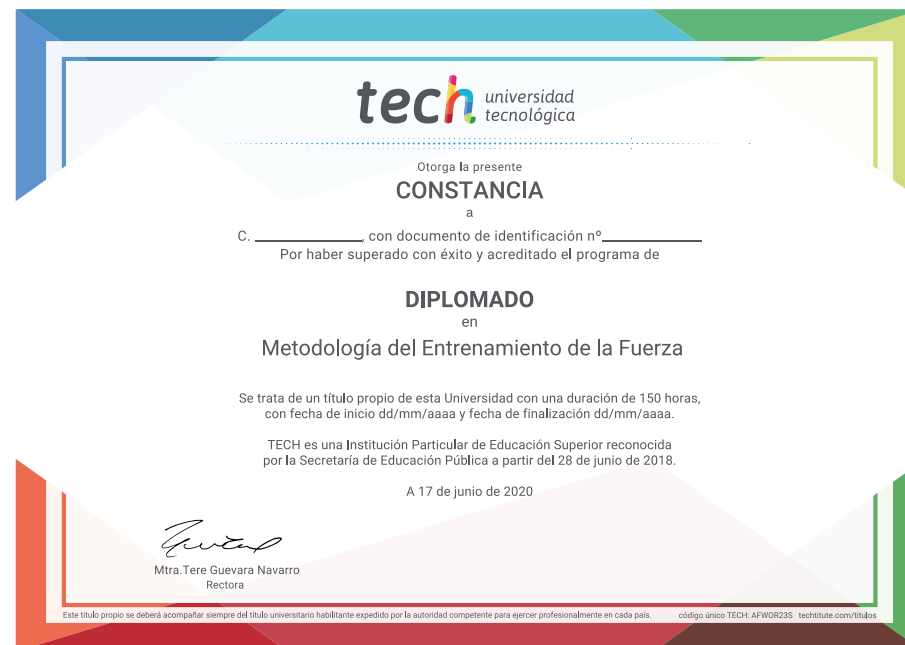 tech universidad
tecnológica
Otorga la presente
CONSTANCIA
a
C. ____________, con documento de identificación nº___________
Por haber superado con éxito y acreditado el programa de
DIPLOMADO
en
Metodología del Entrenamiento de la Fuerza
Se trata de un título propio de esta Universidad con una duración de 150 horas,
con fecha de inicio dd/mm/aaaa y fecha de finalización dd/mm/aaaa.
TECH es una Institución Particular de Educación Superior reconocida
por la Secretaría de Educación Pública a partir del 28 de junio de 2018.
A 17 de junio de 2020
Mtra.Tere Guevara Navarro
Rectora
Este título propio se deberá acompañar siempre del título universitario habilitante expedido por la autoridad competente para ejercer profesionalmente en cada país. código único TECH: AFWOR23S techtitute.com/titulos